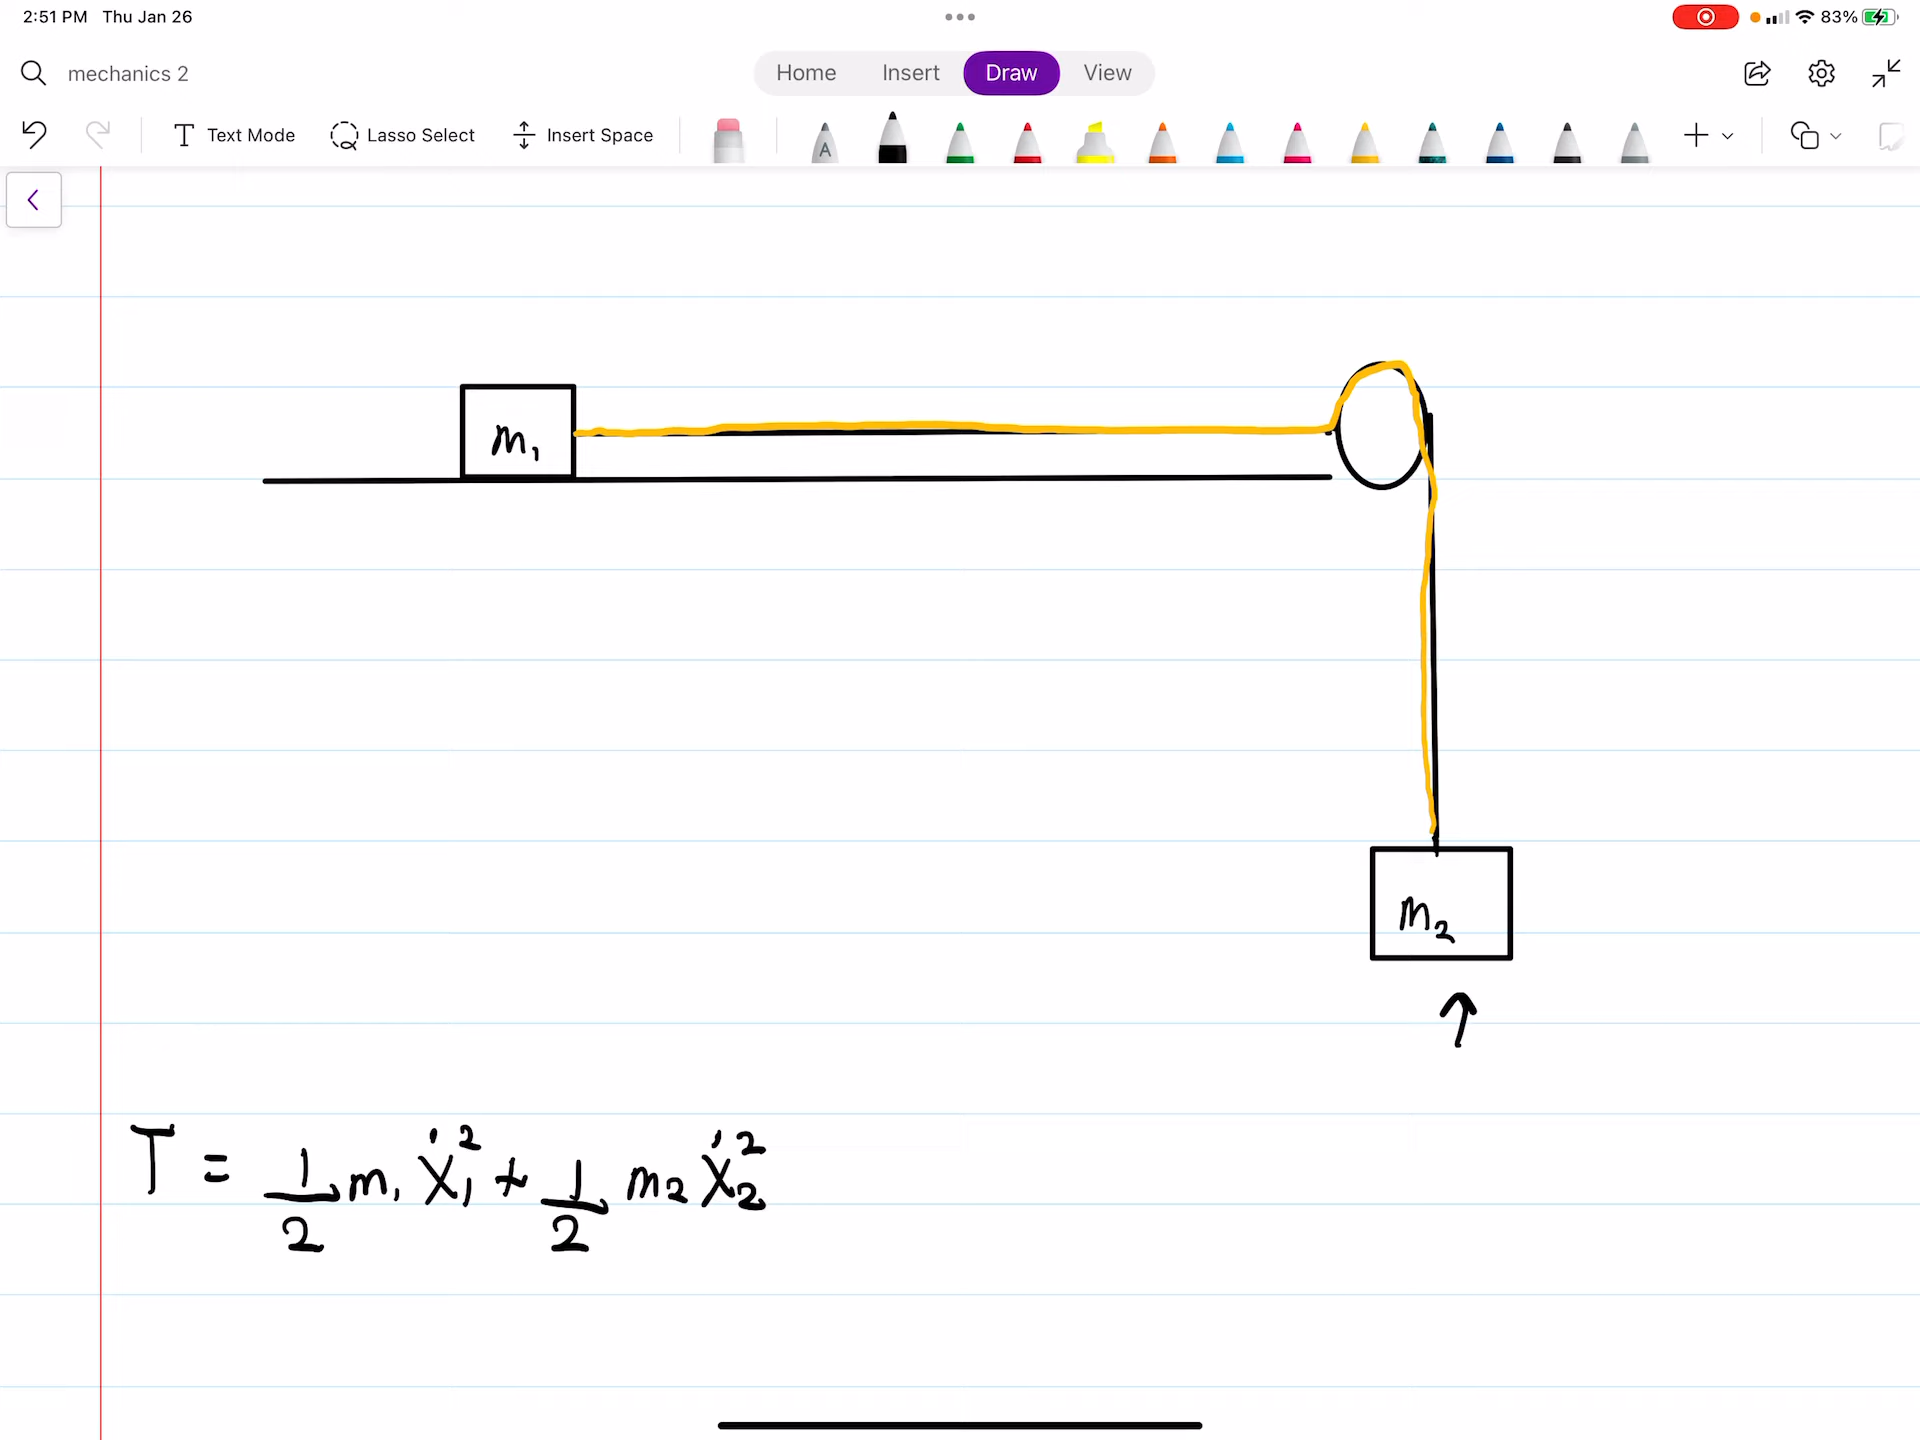 2:51 PM Thu Jan 26
83%
mechanics 2
Home Insert Draw View
Text Mode Lasso Select Insert Space
A
m₁
m₂
T = 1/2 m₁ ẋ₁² + 1/2 m₂ ẋ₂²